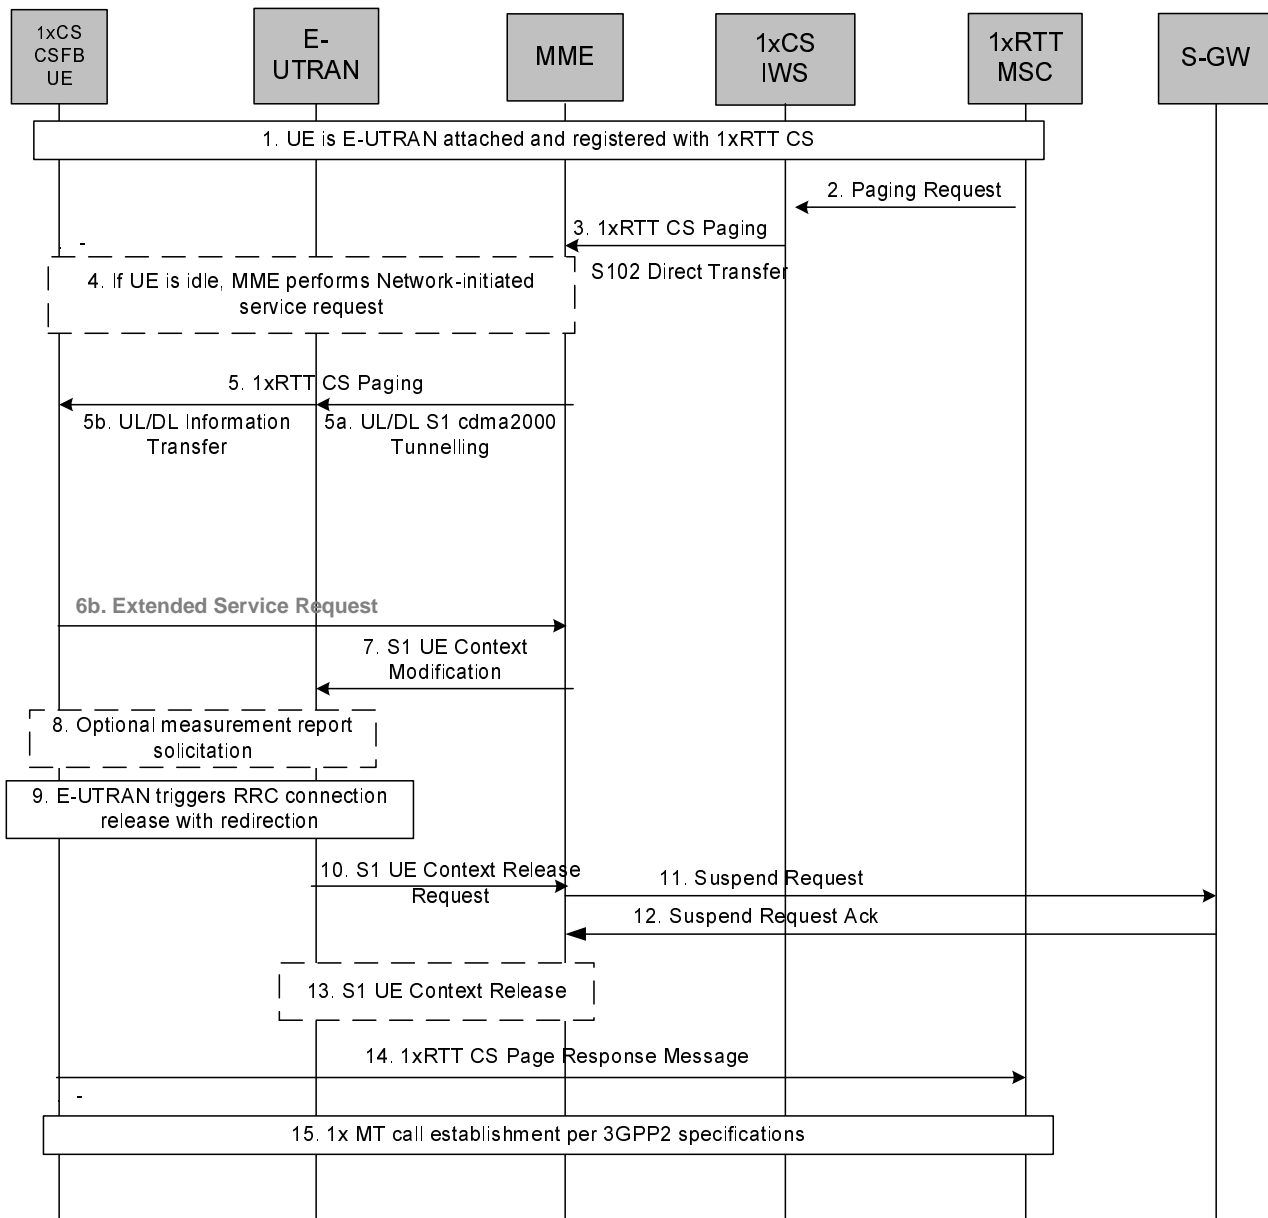 1xCS
CSFB
UE
E-
UTRAN
MME
1xCS
IWS
1xRTT
MSC
S-GW
1. UE is E-UTRAN attached and registered with 1xRTT CS
2. Paging Request
3. 1xRTT CS Paging
S102 Direct Transfer
4. If UE is idle, MME performs Network-initiated
service request
5. 1xRTT CS Paging
5b. UL/DL Information
Transfer
5a. UL/DL S1 cdma2000
Tunnelling
6b. Extended Service Request
7. S1 UE Context
Modification
8. Optional measurement report
solicitation
9. E-UTRAN triggers RRC connection
release with redirection
10. S1 UE Context Release
Request
11. Suspend Request
12. Suspend Request Ack
13. S1 UE Context Release
14. 1xRTT CS Page Response Message
15. 1x MT call establishment per 3GPP2 specifications